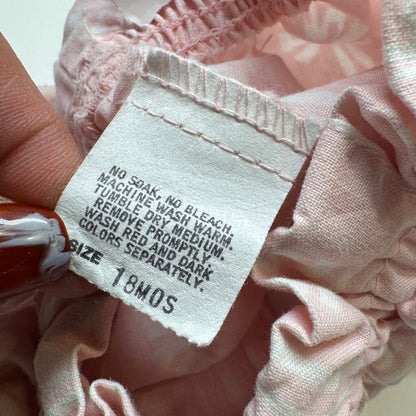 NO SOAK, NO BLEACH.
MACHINE WASH WARM.
TUMBLE DRY MEDIUM.
REMOVE PROMPTLY.
WASH RED AND DARK
COLORS SEPARATELY.
SIZE 18MOS